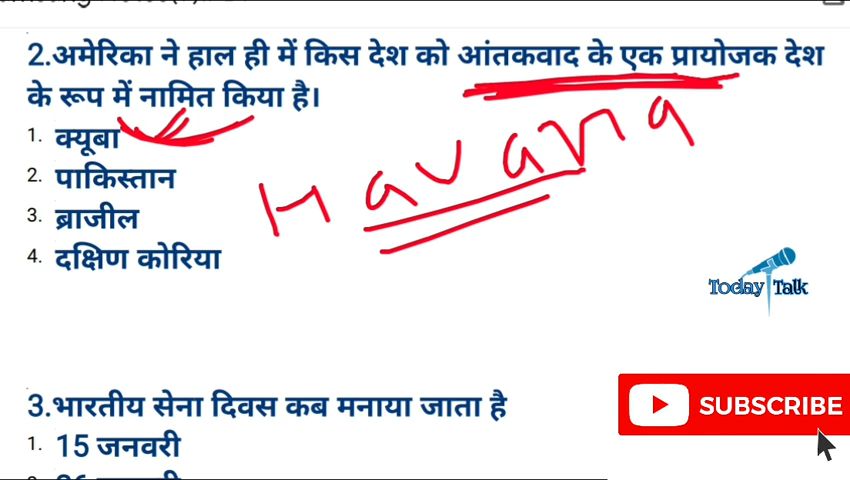 2.अमेरिका ने हाल ही में किस देश को आंतकवाद के एक प्रायोजक देश
के रूप में नामित किया है।
1. क्यूबा
2. पाकिस्तान
3. ब्राजील
4. दक्षिण कोरिया
Havana
Today Talk
3.भारतीय सेना दिवस कब मनाया जाता है
SUBSCRIBE
1. 15 जनवरी